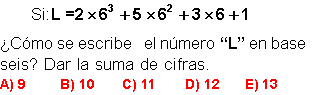 Si: L = 2 × 6³ + 5 × 6² + 3 × 6 + 1
¿Cómo se escribe el número “L” en base
seis? Dar la suma de cifras.
A) 9 B) 10 C) 11 D) 12 E) 13